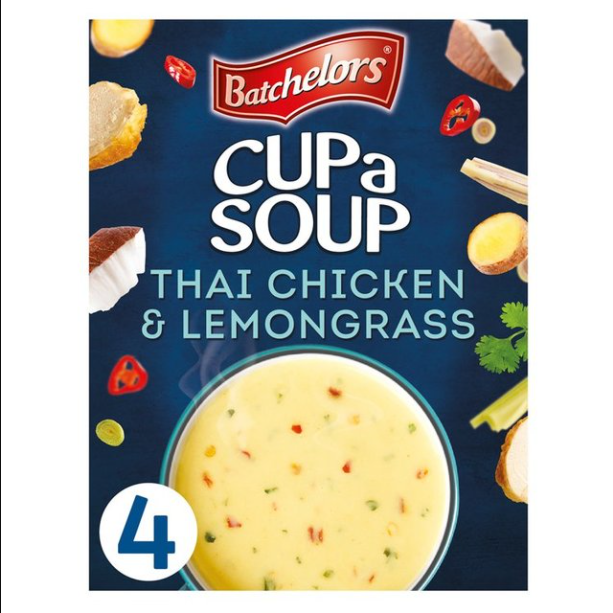 Batchelors®
CUPa
SOUP
THAI CHICKEN
& LEMONGRASS
4